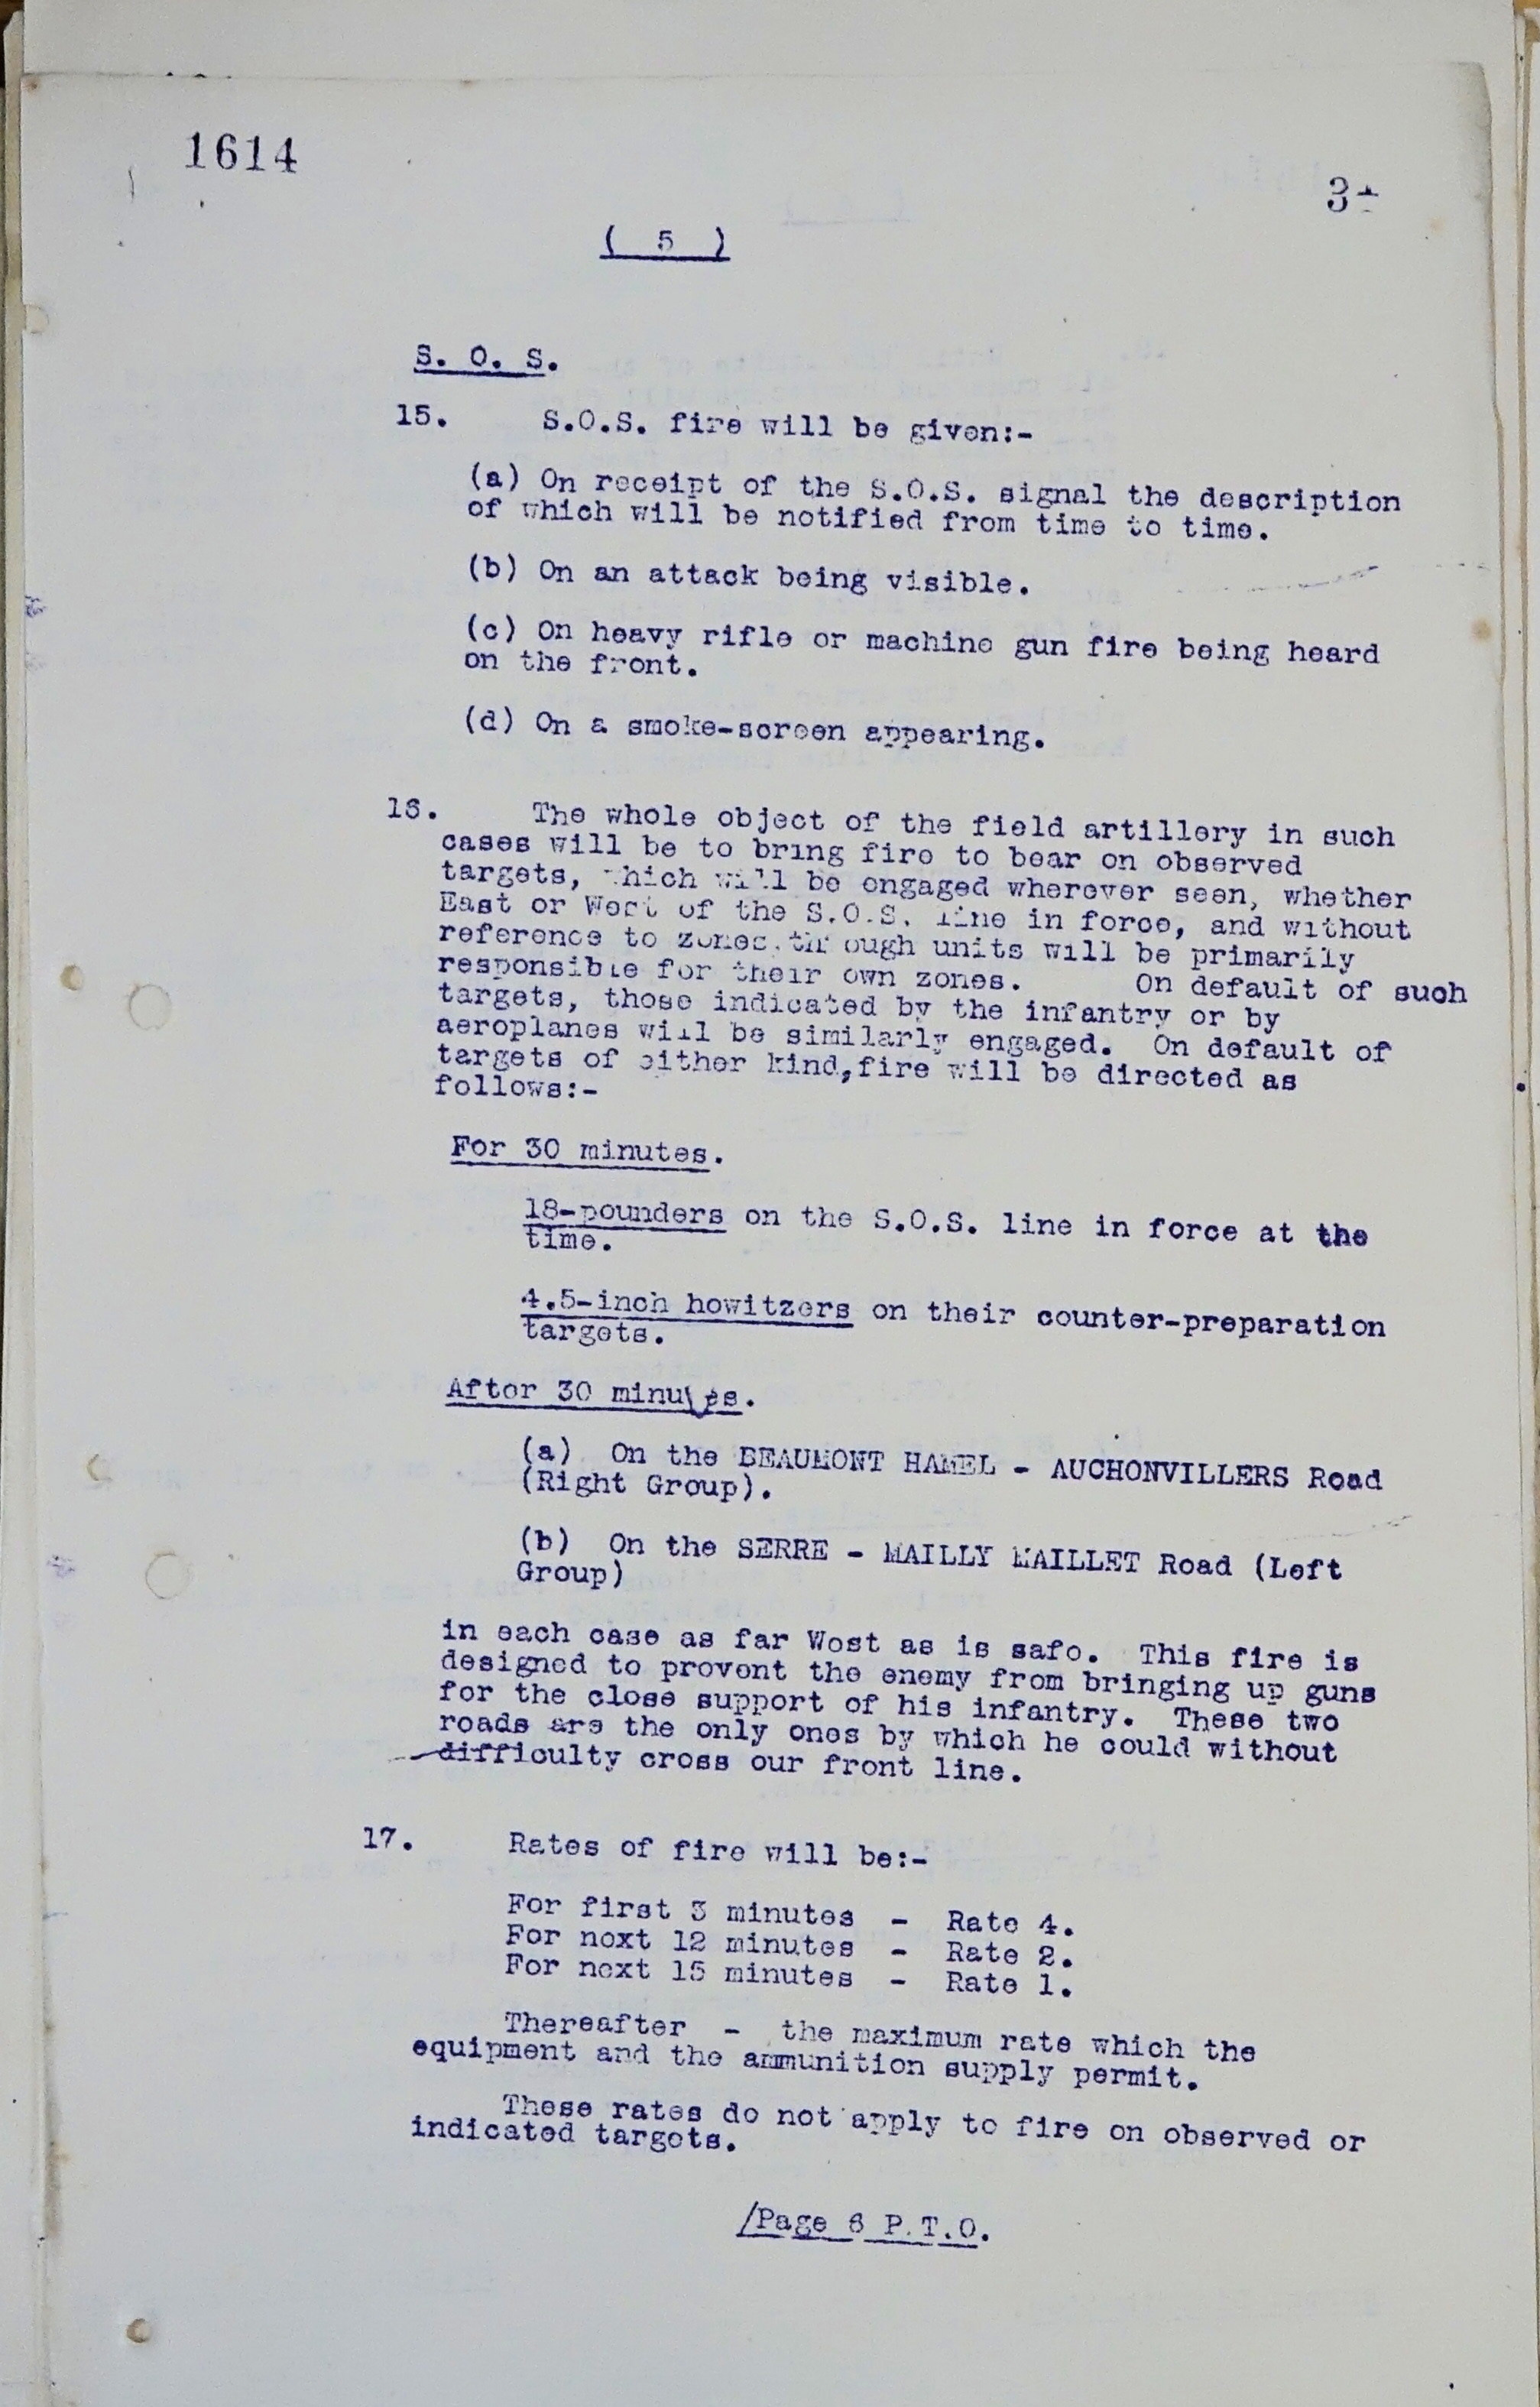 1614
( 5 )
S. O. S.
15. S.O.S. fire will be given:-
(a) On receipt of the S.O.S. signal the description
of which will be notified from time to time.
(b) On an attack being visible.
(c) On heavy rifle or machine gun fire being heard
on the front.
(d) On a smoke-screen appearing.
16. The whole object of the field artillery in such
cases will be to bring fire to bear on observed
targets, which will be engaged wherever seen, whether
East or West of the S.O.S. line in force, and without
reference to zones, through units will be primarily
responsible for their own zones. On default of such
targets, those indicated by the infantry or by
aeroplanes will be similarly engaged. On default of
targets of either kind, fire will be directed as
follows:-
For 30 minutes.
18-pounders on the S.O.S. line in force at the
time.
4.5-inch howitzers on their counter-preparation
targets.
After 30 minutes.
(a) On the BEAUMONT HAMEL - AUCHONVILLERS Road
(Right Group).
(b) On the SERRE - MAILLY MAILLET Road (Left
Group)
in each case as far West as is safe. This fire is
designed to prevent the enemy from bringing up guns
for the close support of his infantry. These two
roads are the only ones by which he could without
difficulty cross our front line.
17. Rates of fire will be:-
For first 3 minutes - Rate 4.
For next 12 minutes - Rate 2.
For next 15 minutes - Rate 1.
Thereafter - the maximum rate which the
equipment and the ammunition supply permit.
These rates do not apply to fire on observed or
indicated targets.
/Page 6 P.T.O.